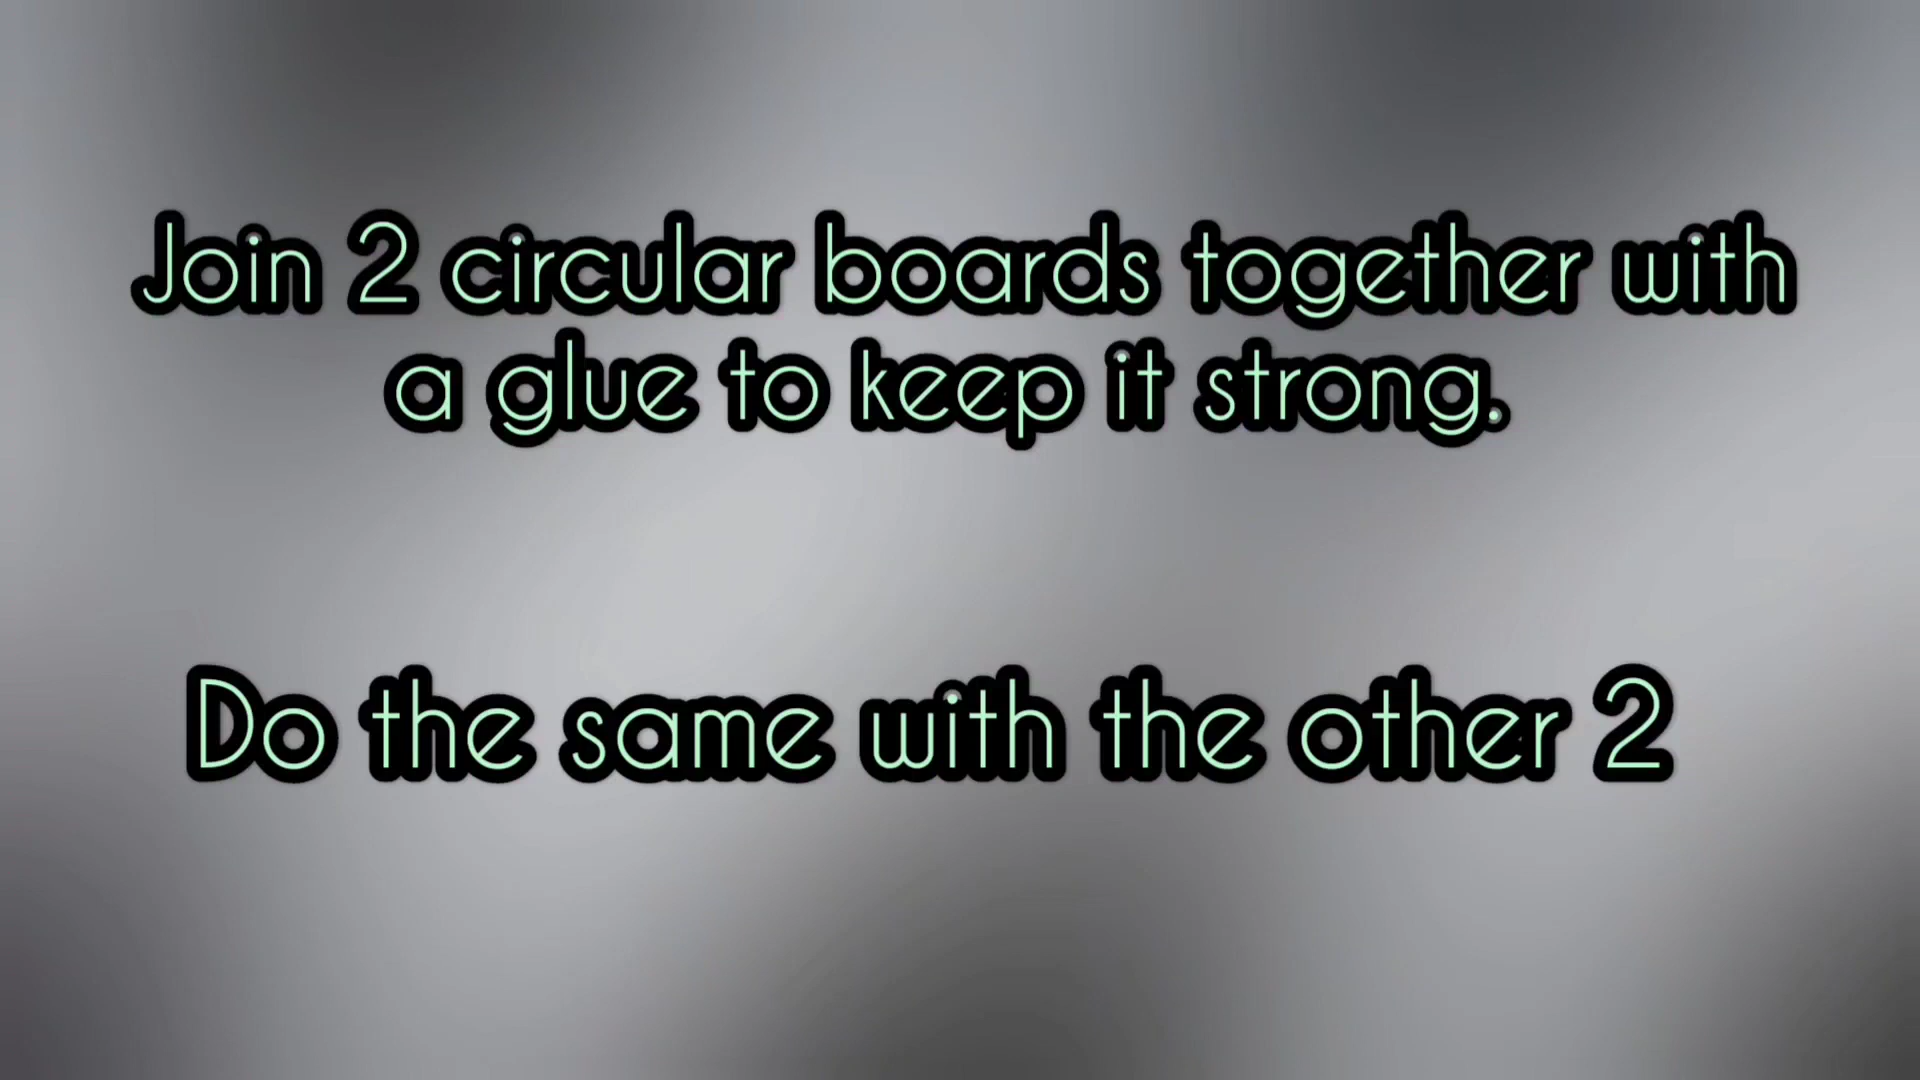 Join 2 circular boards together with
a glue to keep it strong.
Do the same with the other 2